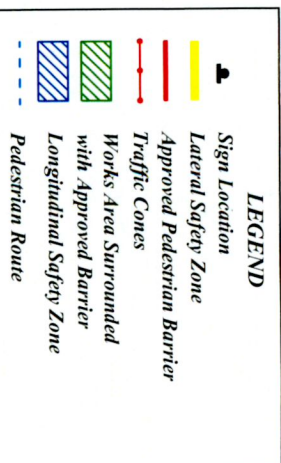 LEGEND
Sign Location
Lateral Safety Zone
Approved Pedestrian Barrier
Traffic Cones
Works Area Surrounded
with Approved Barrier
Longitudinal Safety Zone
Pedestrian Route